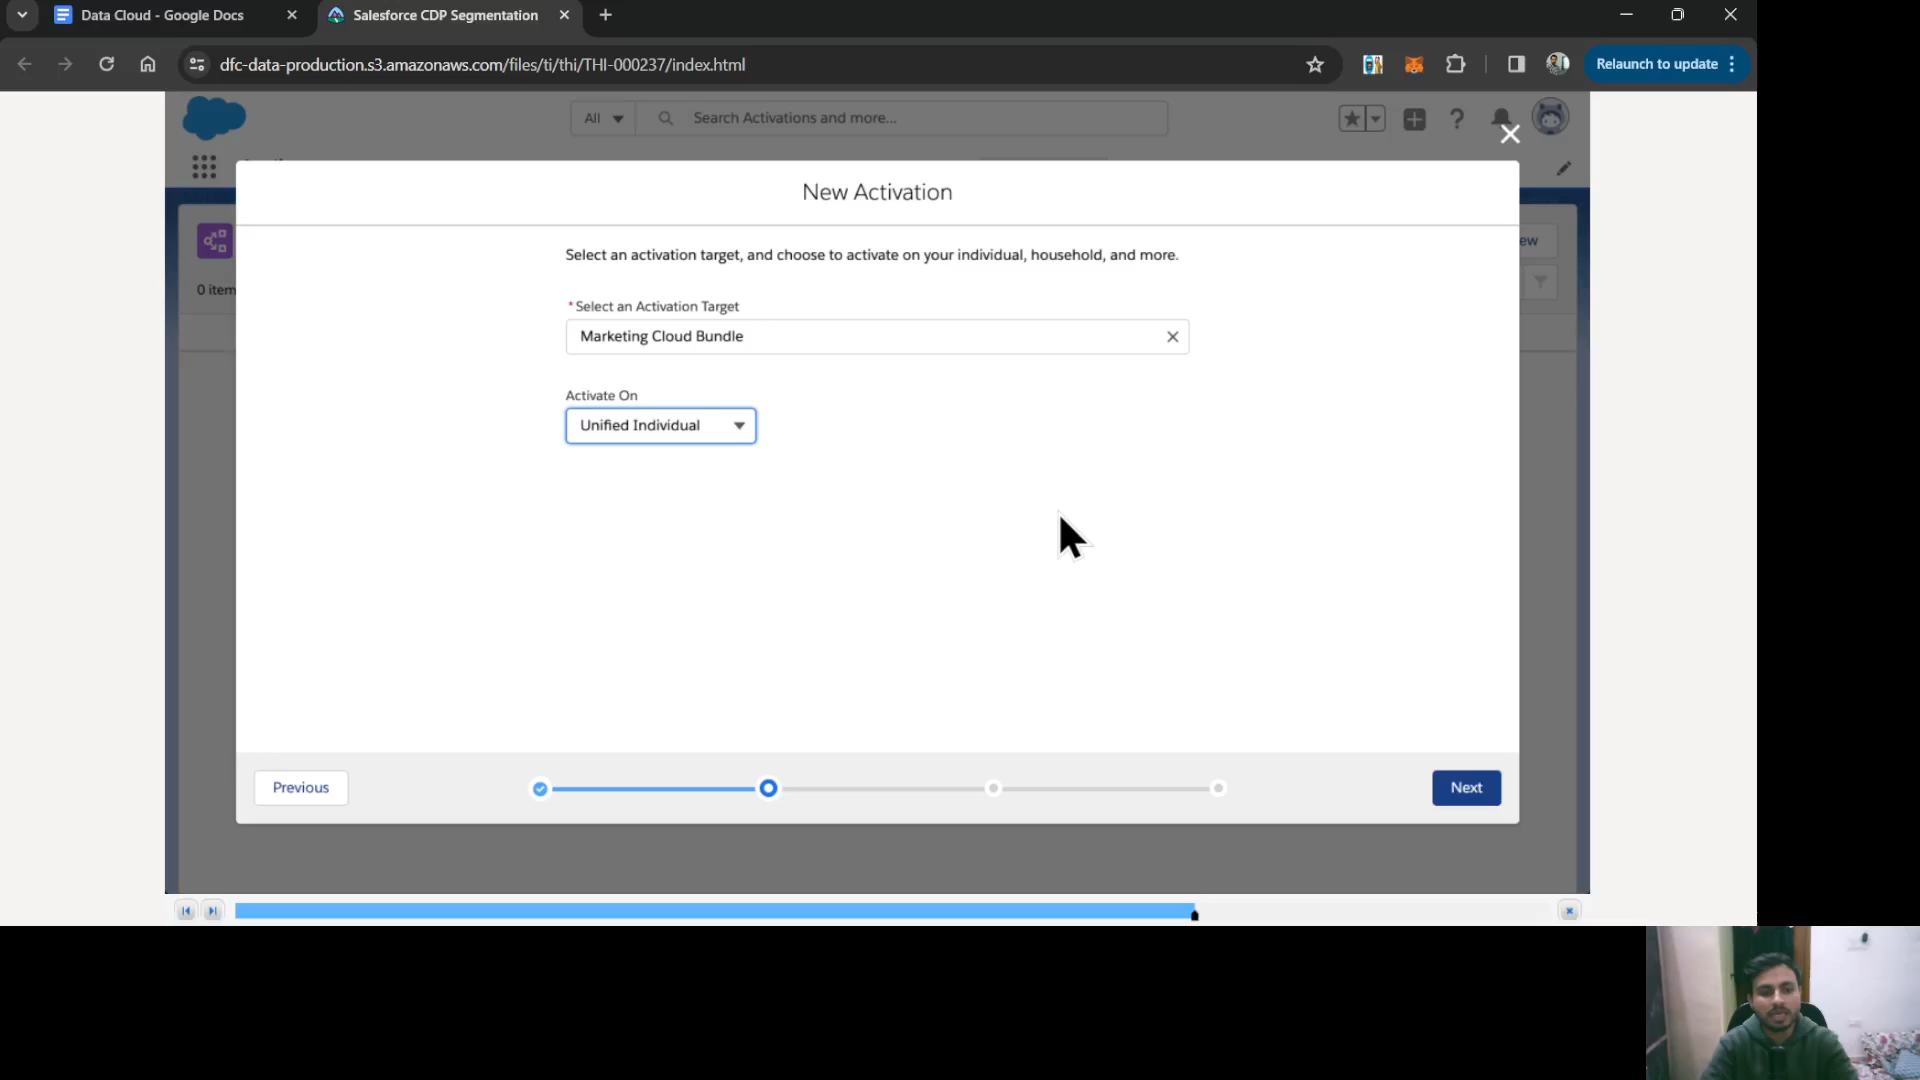 Data Cloud - Google Docs
Salesforce CDP Segmentation
dfc-data-production.s3.amazonaws.com/files/ti/thi/THI-000237/index.html
Relaunch to update
All
Search Activations and more...
New Activation
ew
Select an activation target, and choose to activate on your individual, household, and more.
0 item
*Select an Activation Target
Marketing Cloud Bundle
Activate On
Unified Individual
Previous
Next